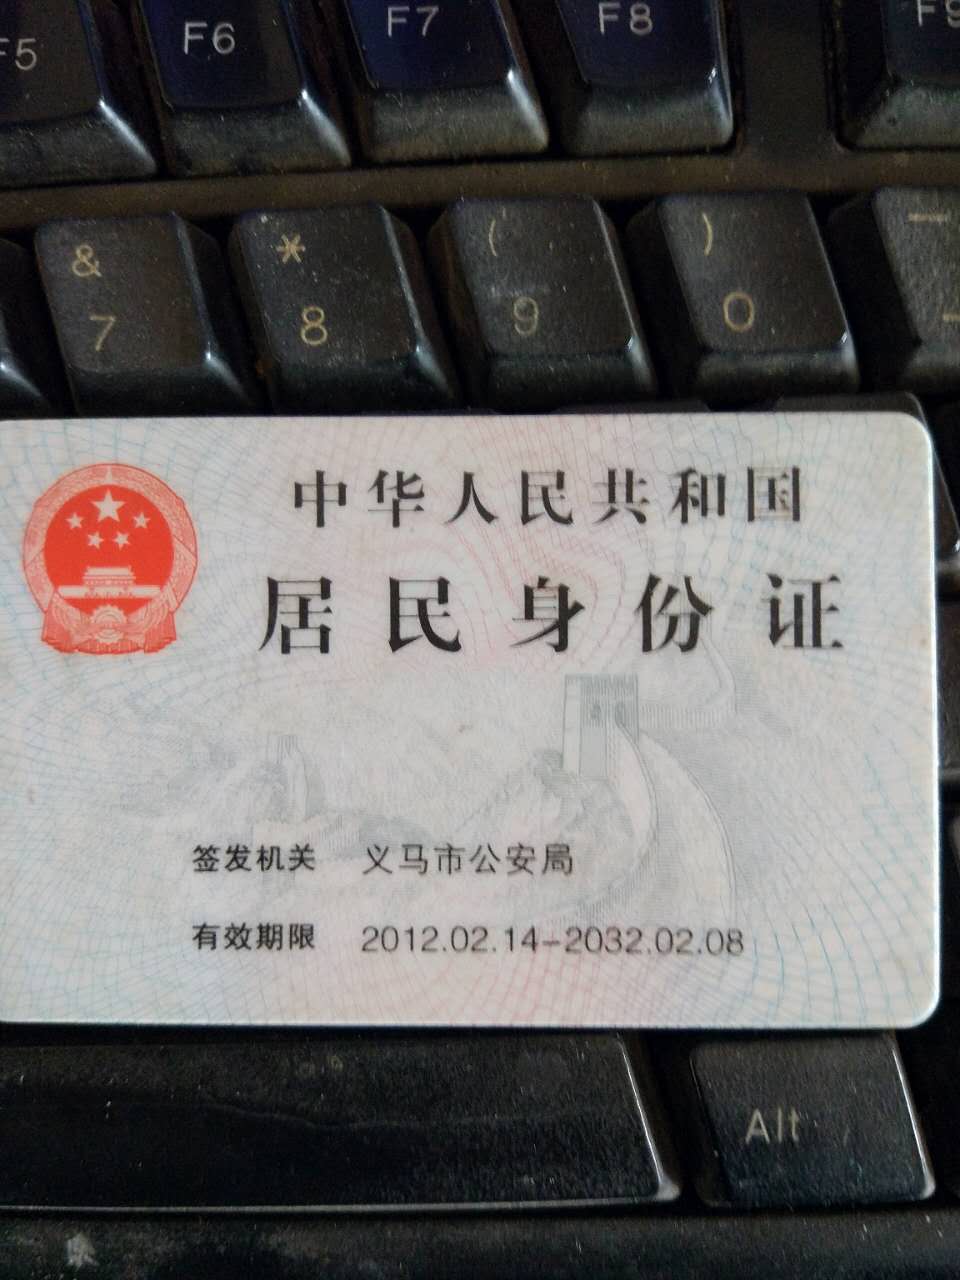 F5 F6 F7 F8 F9
& * ( ) —
7 8 9 0 -
中华人民共和国
居民身份证
签发机关 义马市公安局
有效期限 2012.02.14-2032.02.08
Alt